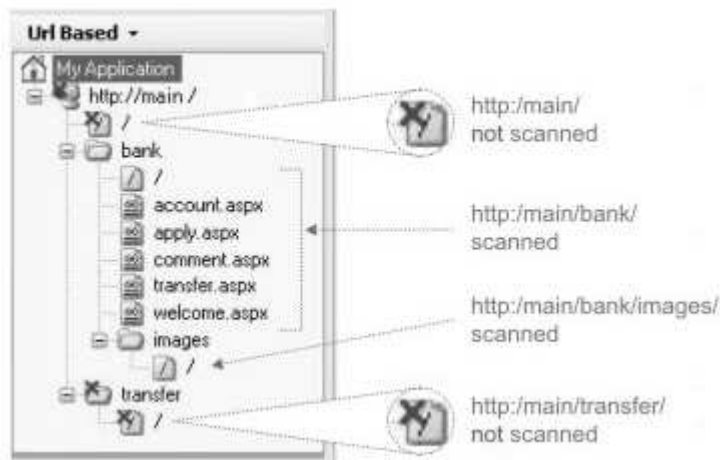 Url Based
My Application
http://main /
/
bank
/
account.aspx
apply.aspx
comment.aspx
transfer.aspx
welcome.aspx
images
/
transfer
/
http:/main/
not scanned
http:/main/bank/
scanned
http:/main/bank/images/
scanned
http:/main/transfer/
not scanned